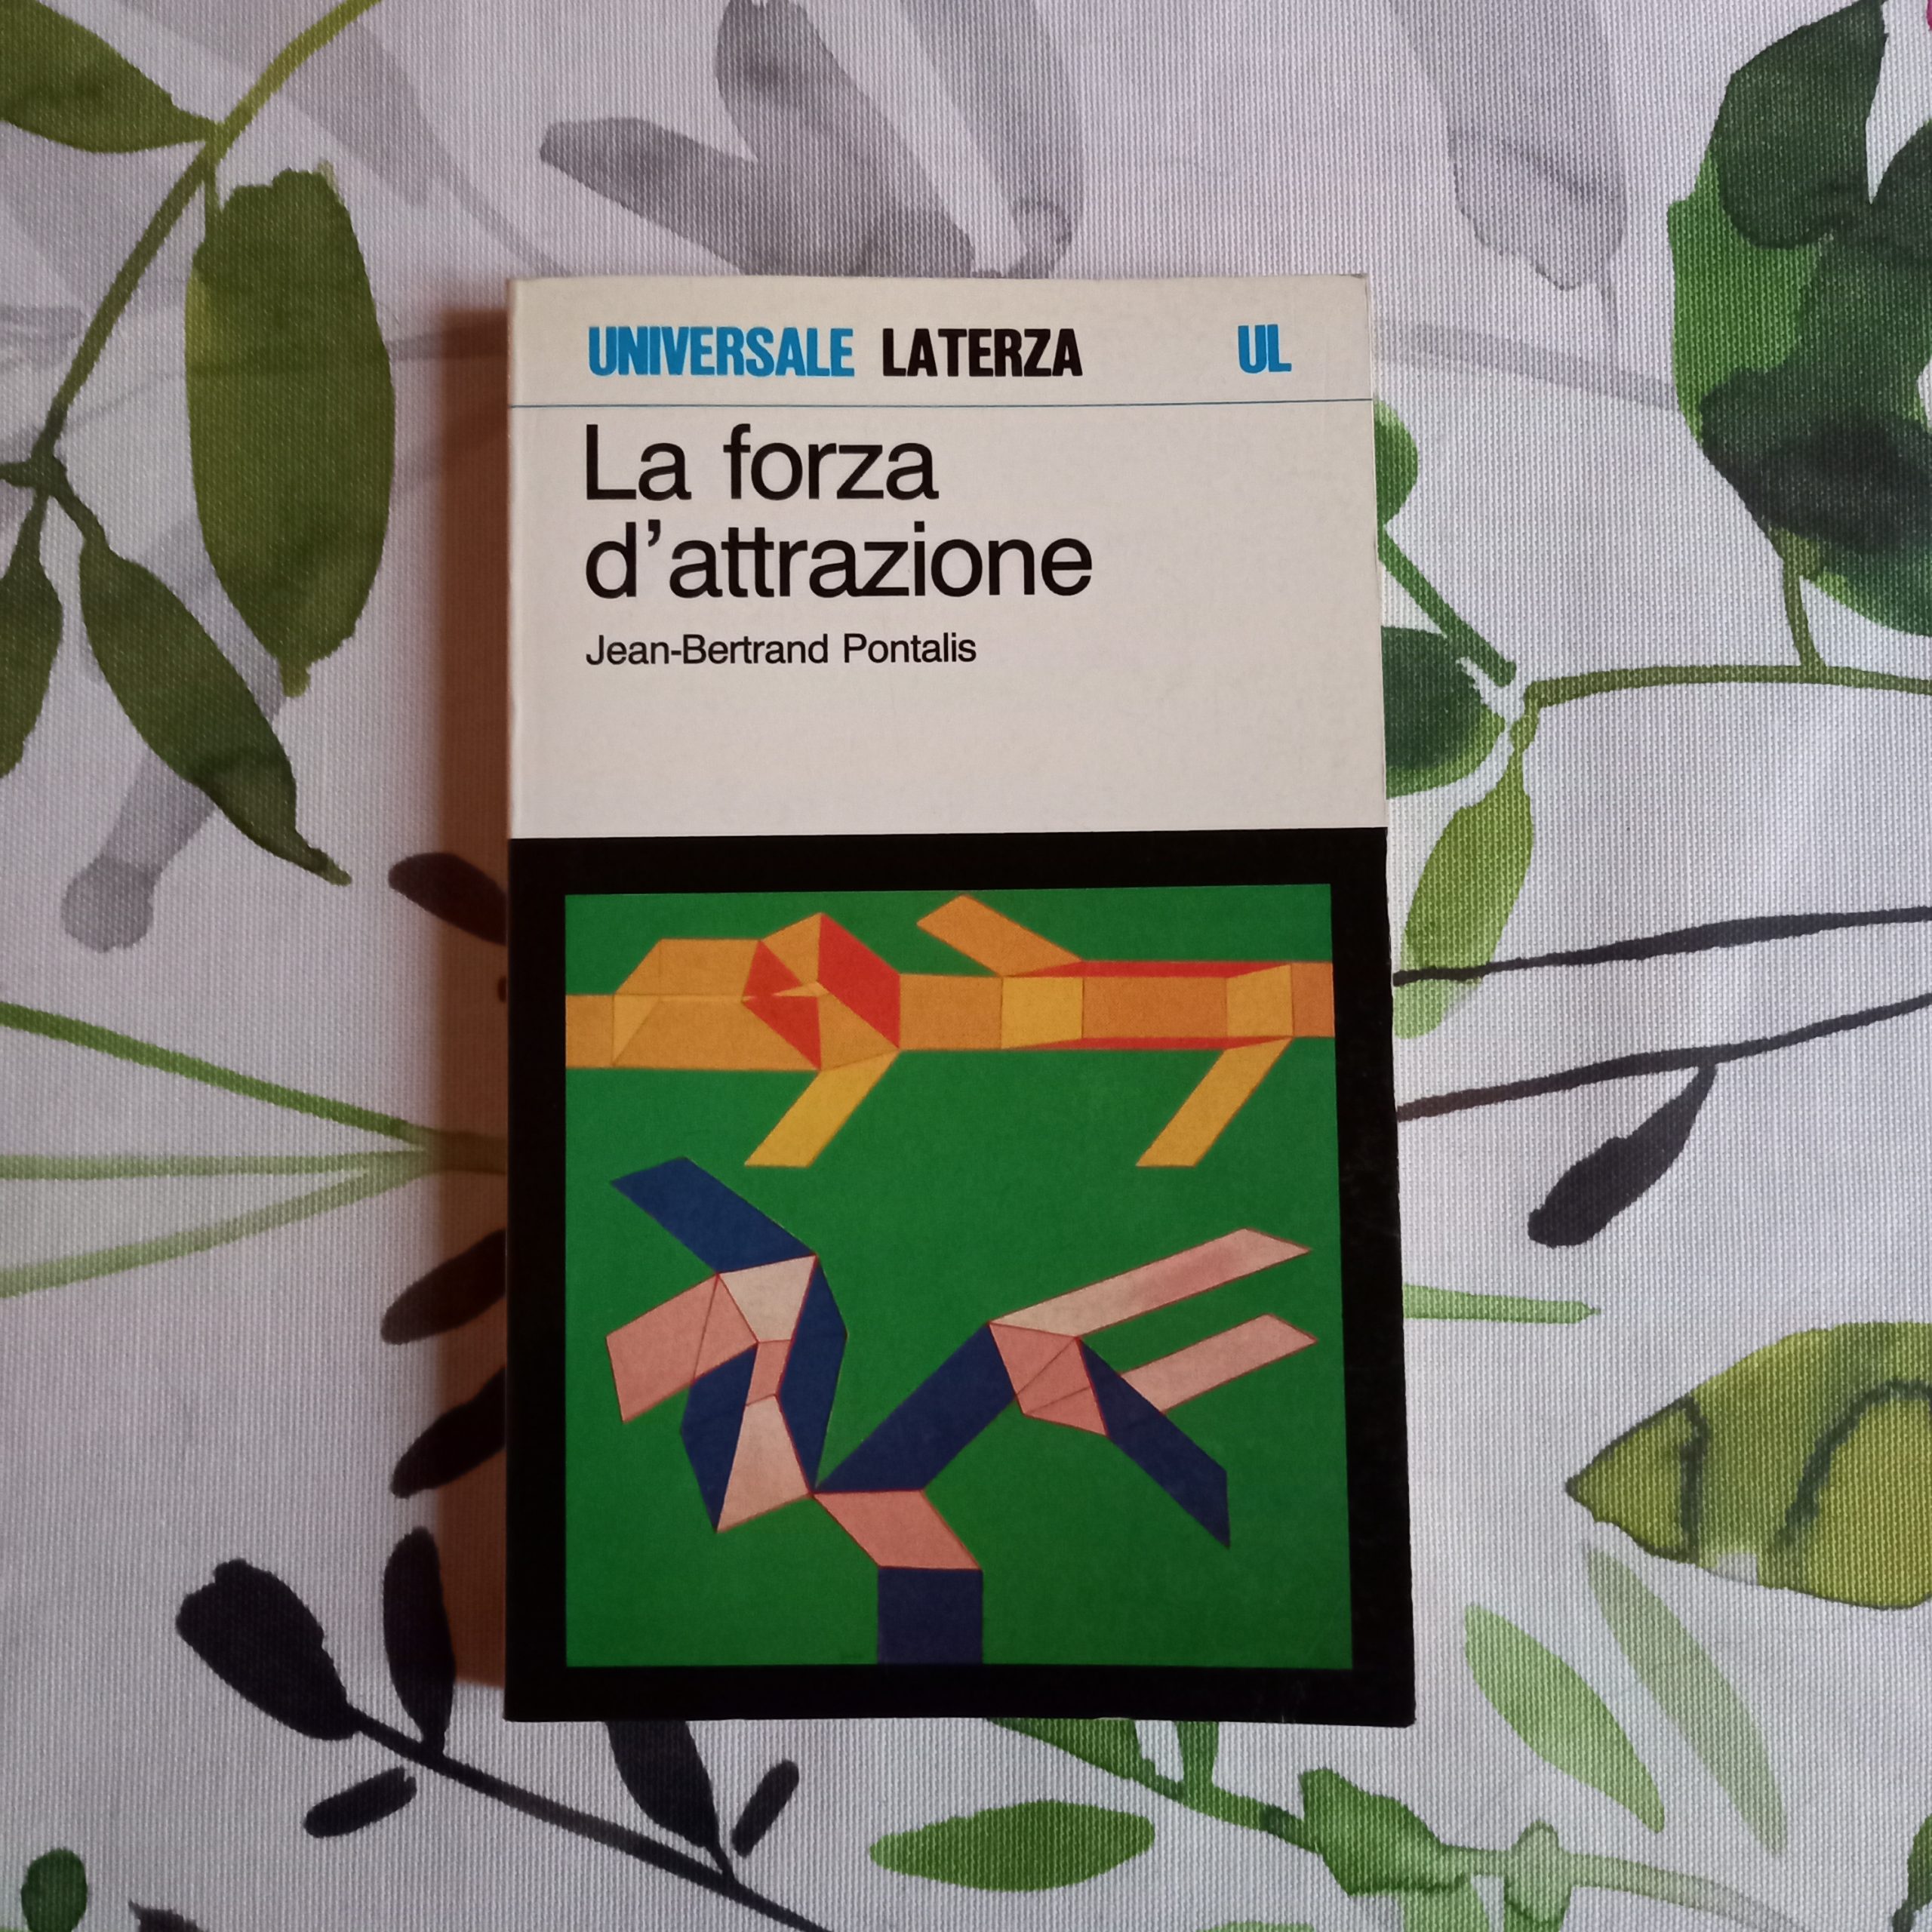 UNIVERSALE LATERZA UL
La forza
d'attrazione
Jean-Bertrand Pontalis